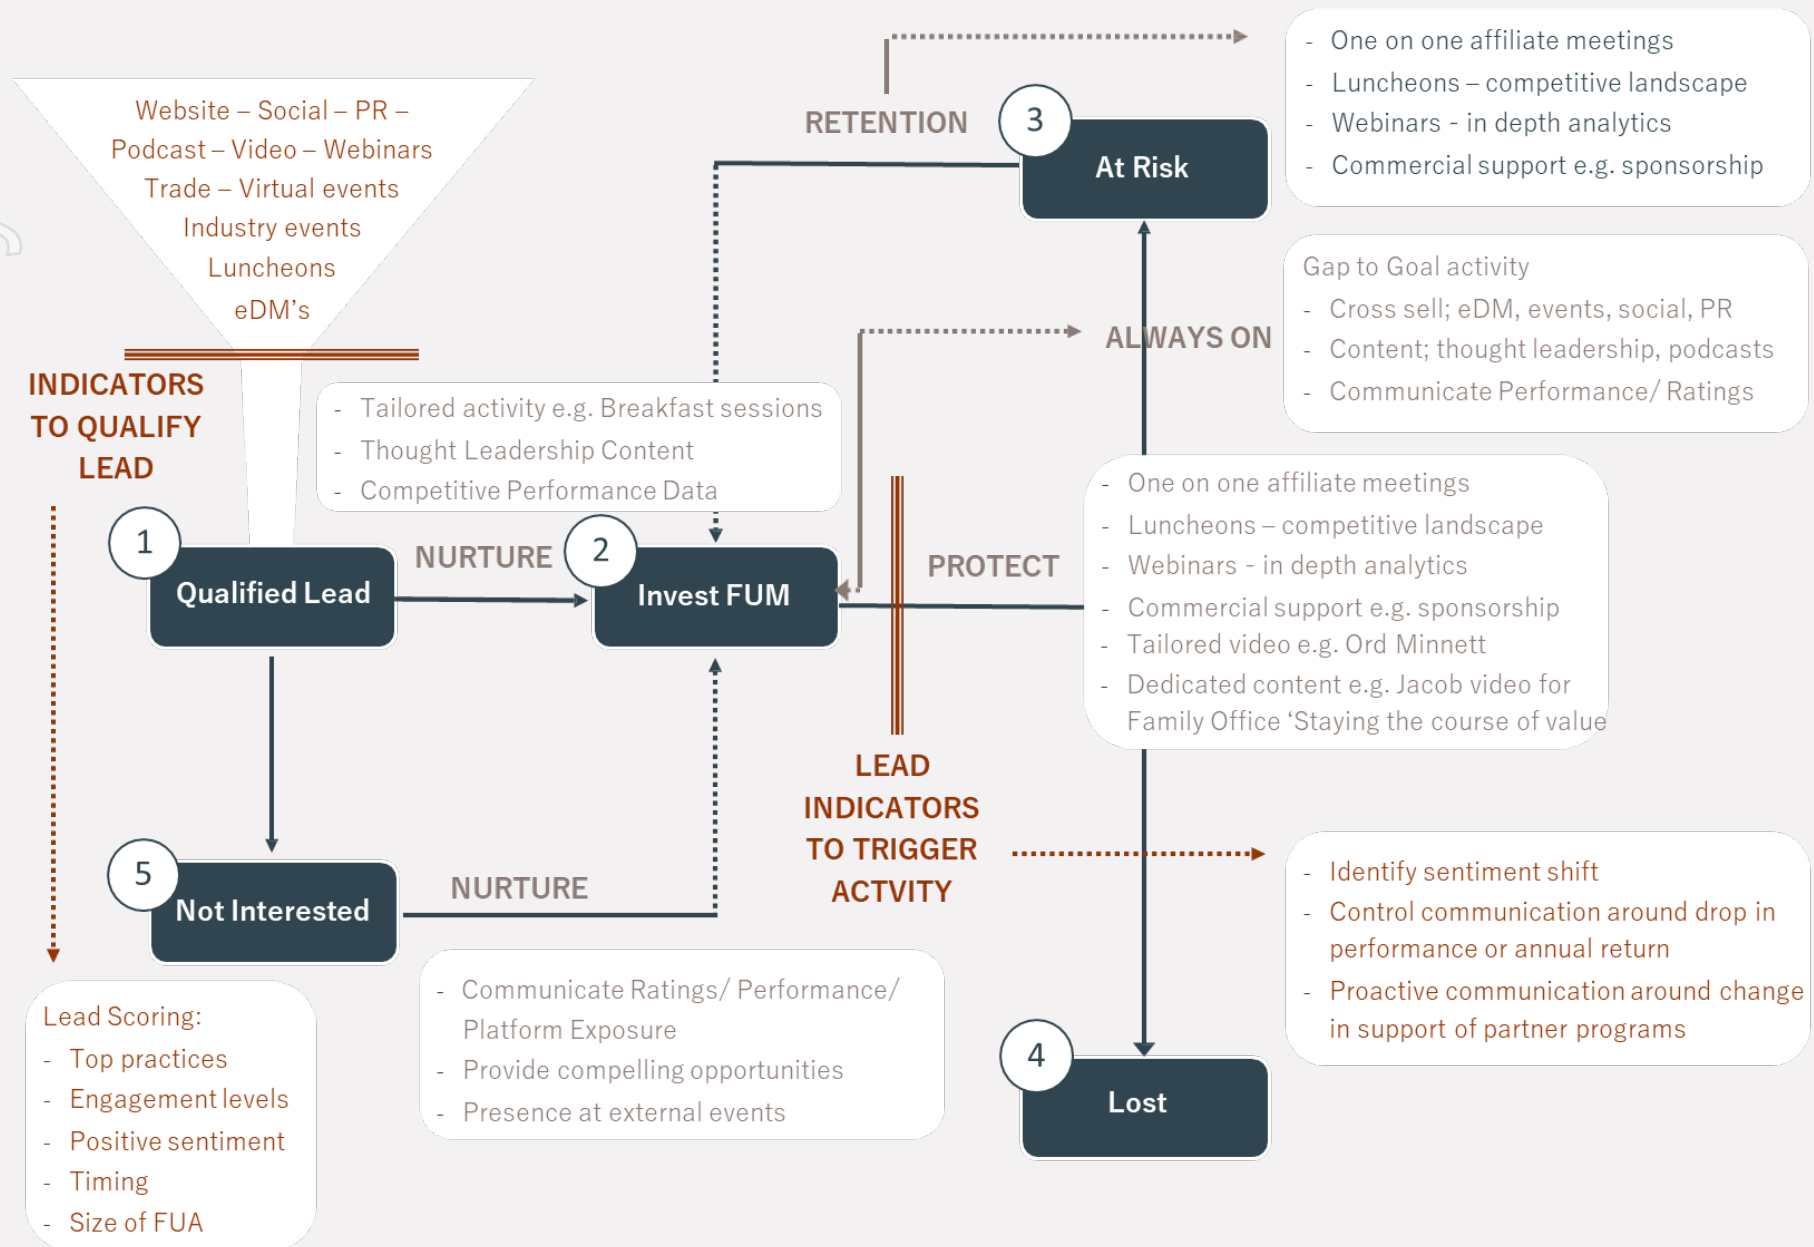 Website – Social – PR –
Podcast – Video – Webinars
Trade – Virtual events
Industry events
Luncheons
eDM’s
INDICATORS
TO QUALIFY
LEAD
1
Qualified Lead
NURTURE
- Tailored activity e.g. Breakfast sessions
- Thought Leadership Content
- Competitive Performance Data
2
Invest FUM
RETENTION
3
At Risk
- One on one affiliate meetings
- Luncheons – competitive landscape
- Webinars - in depth analytics
- Commercial support e.g. sponsorship
ALWAYS ON
Gap to Goal activity
- Cross sell; eDM, events, social, PR
- Content; thought leadership, podcasts
- Communicate Performance/ Ratings
PROTECT
- One on one affiliate meetings
- Luncheons – competitive landscape
- Webinars - in depth analytics
- Commercial support e.g. sponsorship
- Tailored video e.g. Ord Minnett
- Dedicated content e.g. Jacob video for
Family Office ‘Staying the course of value
LEAD
INDICATORS
TO TRIGGER
ACTVITY
- Identify sentiment shift
- Control communication around drop in
performance or annual return
- Proactive communication around change
in support of partner programs
4
Lost
5
Not Interested
NURTURE
- Communicate Ratings/ Performance/
Platform Exposure
- Provide compelling opportunities
- Presence at external events
Lead Scoring:
- Top practices
- Engagement levels
- Positive sentiment
- Timing
- Size of FUA